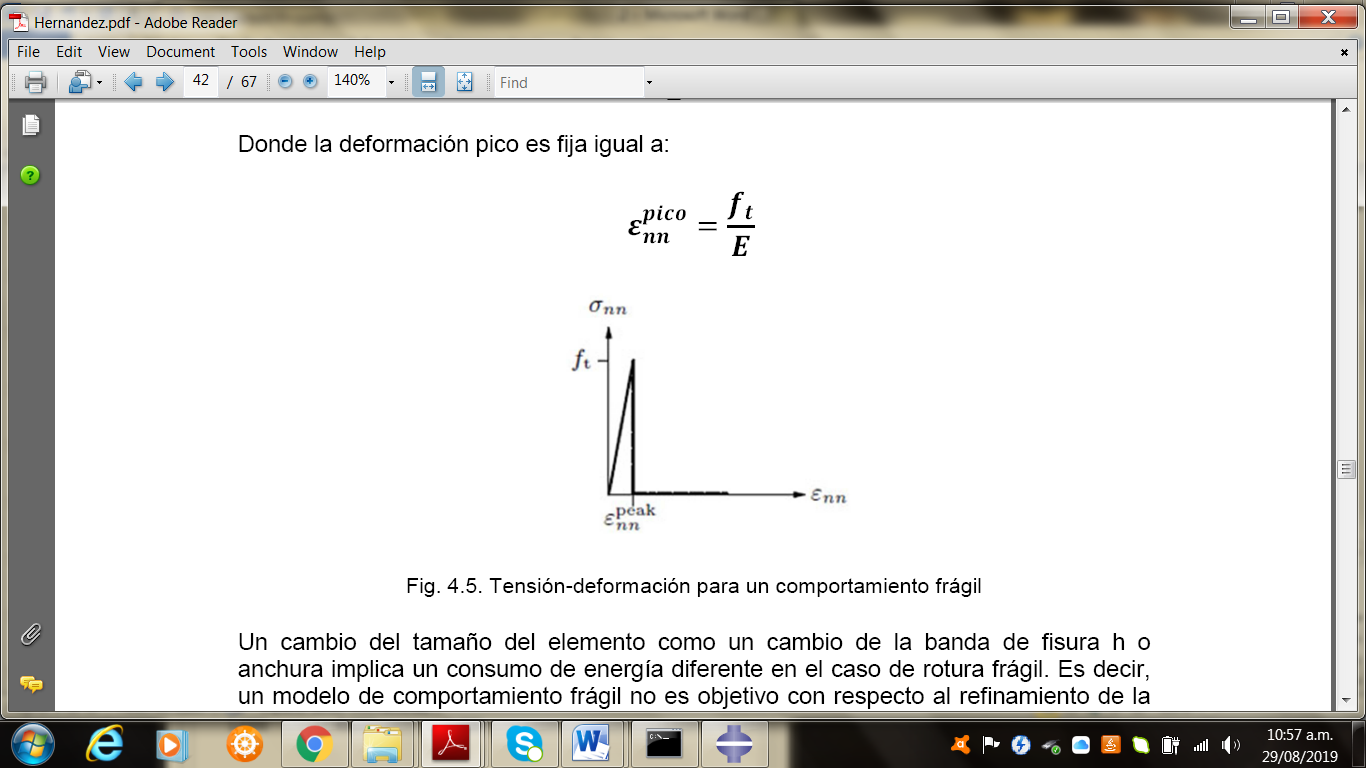 Hernandez.pdf - Adobe Reader
File Edit View Document Tools Window Help
42 / 67 140% Find
Donde la deformación pico es fija igual a:
ε_nn^pico = f_t / E
σ_nn
f_t
ε_nn
ε_nn^peak
Fig. 4.5. Tensión-deformación para un comportamiento frágil
Un cambio del tamaño del elemento como un cambio de la banda de fisura h o
anchura implica un consumo de energía diferente en el caso de rotura frágil. Es decir,
un modelo de comportamiento frágil no es objetivo con respecto al refinamiento de la
10:57 a.m.
29/08/2019